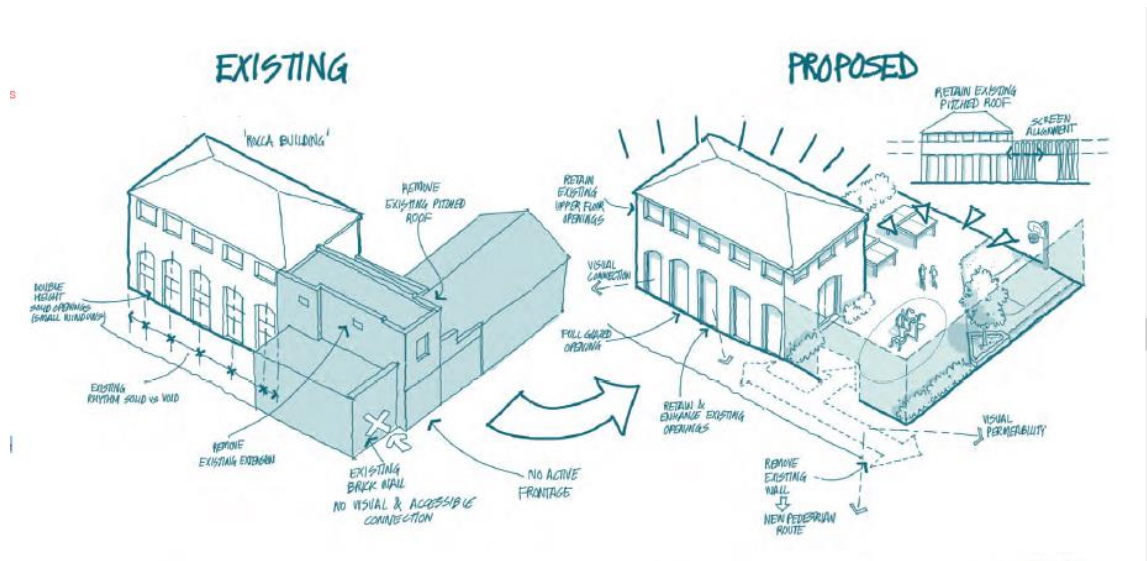 EXISTING
'ROCCA BUILDING'
REMOVE
EXISTING PITCHED
ROOF
DOUBLE
HEIGHT
SOLID OPENINGS
(SMALL WINDOWS)
EXISTING
RHYTHM SOLID VS VOID
REMOVE
EXISTING EXTENSION
EXISTING
BRICK WALL
NO VISUAL & ACCESSIBLE
CONNECTION
NO ACTIVE
FRONTAGE
PROPOSED
RETAIN EXISTING
PITCHED ROOF
SCREEN
ALIGNMENT
RETAIN
EXISTING
UPPER FLOOR
OPENINGS
VISUAL
CONNECTION
FULL GLAZED
OPENING
RETAIN &
ENHANCE EXISTING
OPENINGS
VISUAL
PERMEABILITY
REMOVE
EXISTING
WALL
NEW PEDESTRIAN
ROUTE
s